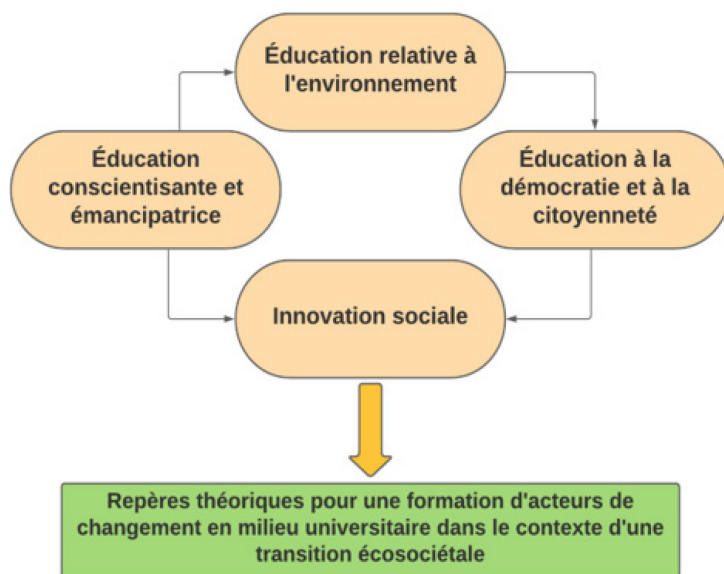 Éducation relative à
l'environnement
Éducation
conscientisante et
émancipatrice
Éducation à la
démocratie et à la
citoyenneté
Innovation sociale
Repères théoriques pour une formation d'acteurs de
changement en milieu universitaire dans le contexte d'une
transition écosociétale